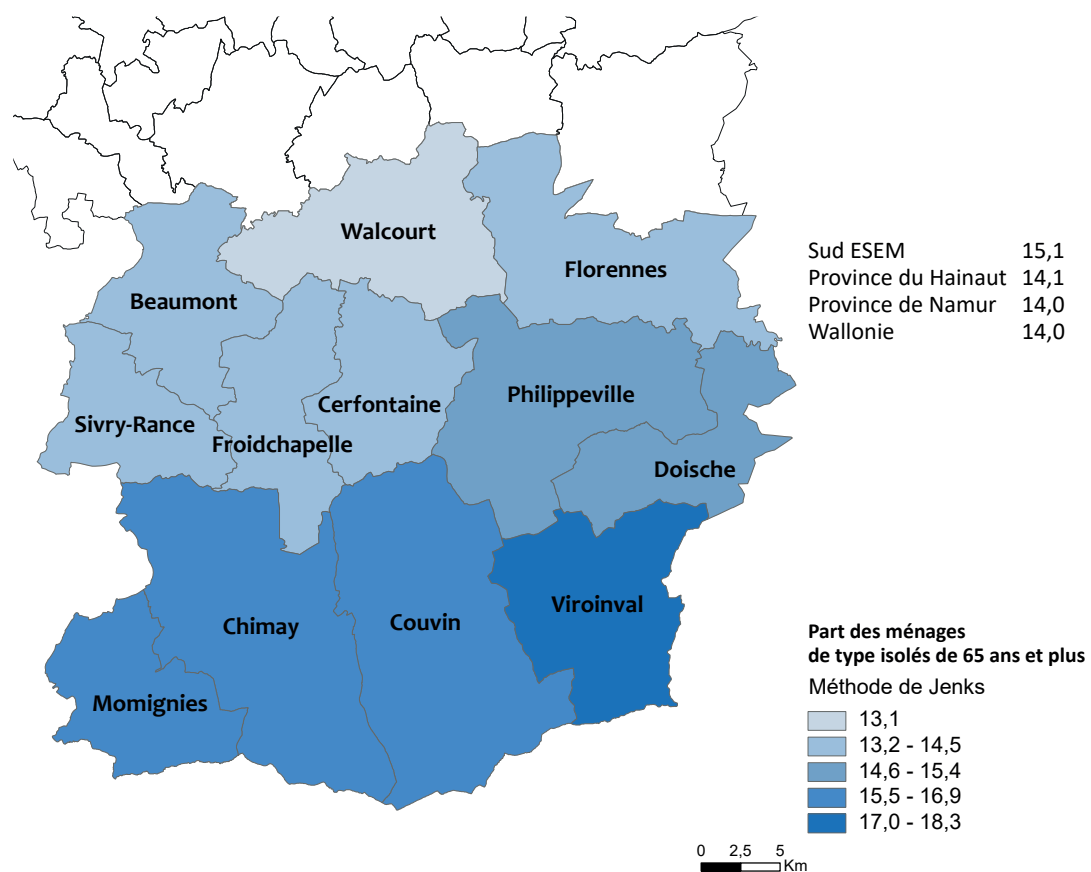 Walcourt
Florennes
Beaumont
Cerfontaine
Philippeville
Sivry-Rance
Froidchapelle
Doische
Viroinval
Chimay
Couvin
Momignies
Sud ESEM 15,1
Province du Hainaut 14,1
Province de Namur 14,0
Wallonie 14,0
Part des ménages
de type isolés de 65 ans et plus
Méthode de Jenks
13,1
13,2 - 14,5
14,6 - 15,4
15,5 - 16,9
17,0 - 18,3
0 2,5 5
Km